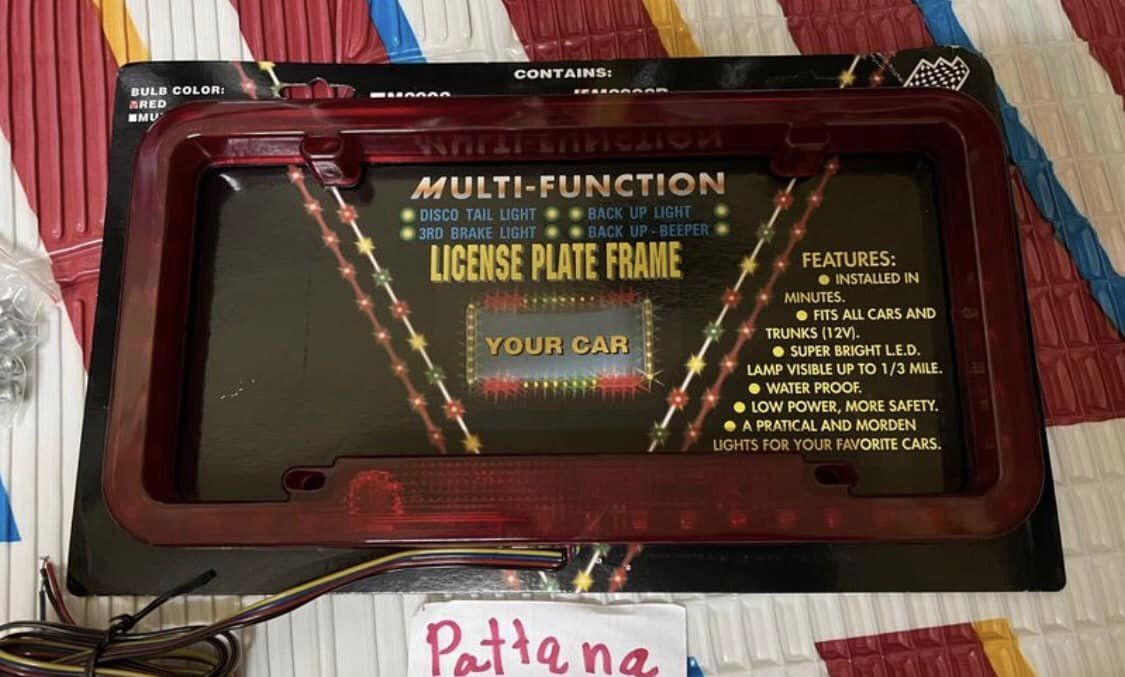 CONTAINS:
BULB COLOR:
RED
MULTI-FUNCTION
DISCO TAIL LIGHT
BACK UP LIGHT
3RD BRAKE LIGHT
BACK UP - BEEPER
LICENSE PLATE FRAME
YOUR CAR
FEATURES:
INSTALLED IN
MINUTES.
FITS ALL CARS AND
TRUNKS (12V).
SUPER BRIGHT L.E.D.
LAMP VISIBLE UP TO 1/3 MILE.
WATER PROOF.
LOW POWER, MORE SAFETY.
A PRATICAL AND MORDEN
LIGHTS FOR YOUR FAVORITE CARS.
Pattana